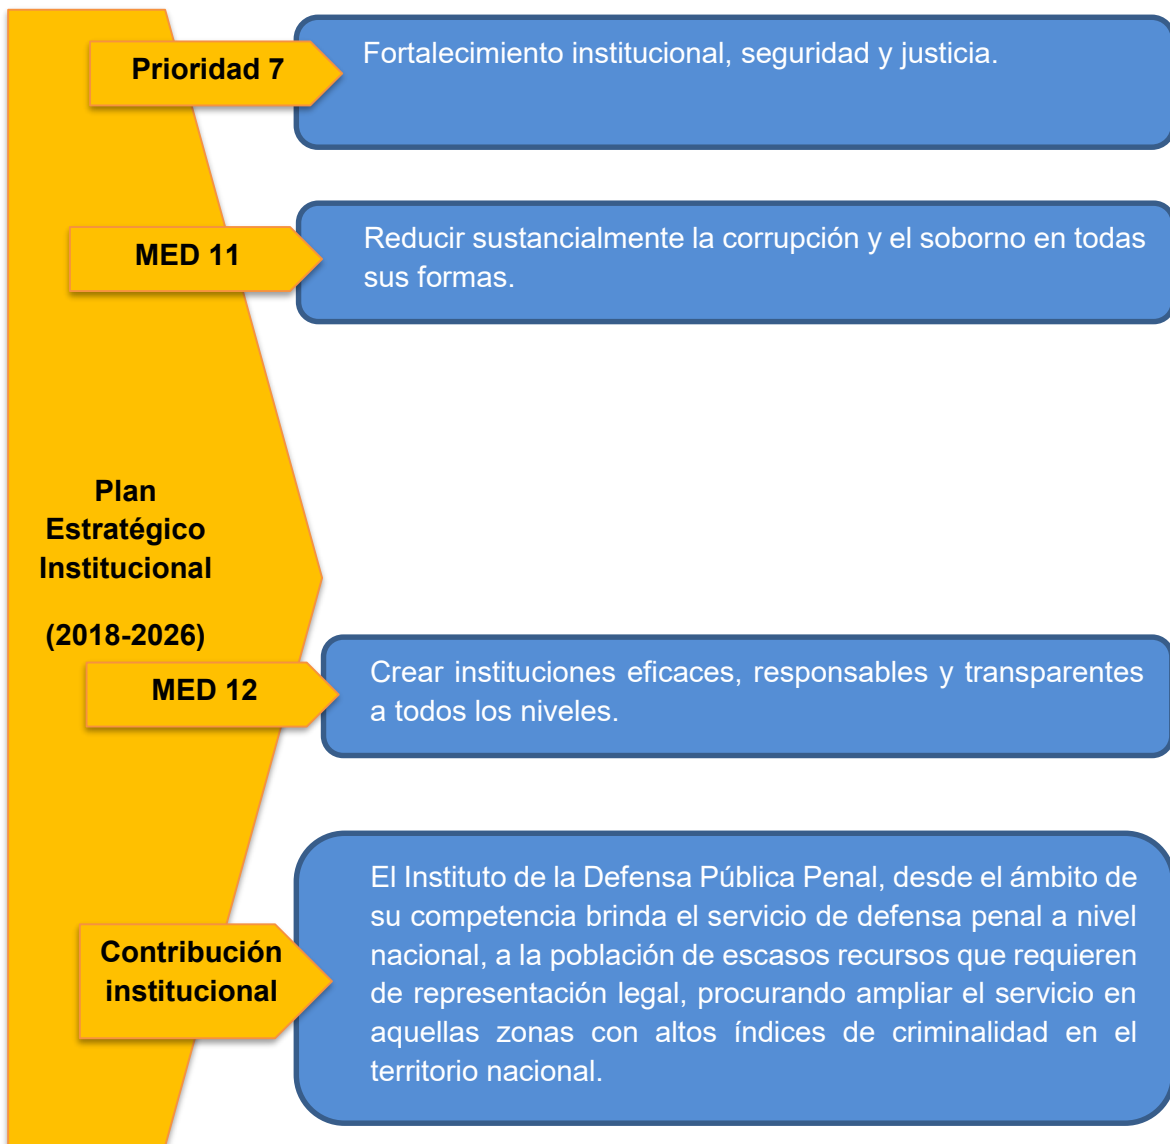 Prioridad 7
Fortalecimiento institucional, seguridad y justicia.
MED 11
Reducir sustancialmente la corrupción y el soborno en todas
sus formas.
Plan
Estratégico
Institucional
(2018-2026)
MED 12
Crear instituciones eficaces, responsables y transparentes
a todos los niveles.
Contribución
institucional
El Instituto de la Defensa Pública Penal, desde el ámbito de
su competencia brinda el servicio de defensa penal a nivel
nacional, a la población de escasos recursos que requieren
de representación legal, procurando ampliar el servicio en
aquellas zonas con altos índices de criminalidad en el
territorio nacional.